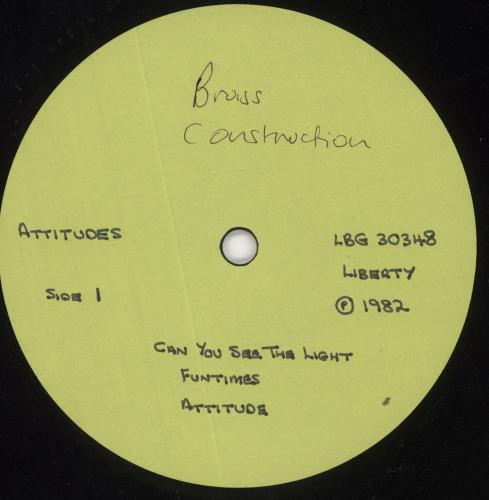 Brass
Construction
ATTITUDES
LBG 30348
LIBERTY
SIDE 1
℗ 1982
CAN YOU SEE THE LIGHT
FUNTIMES
ATTITUDE